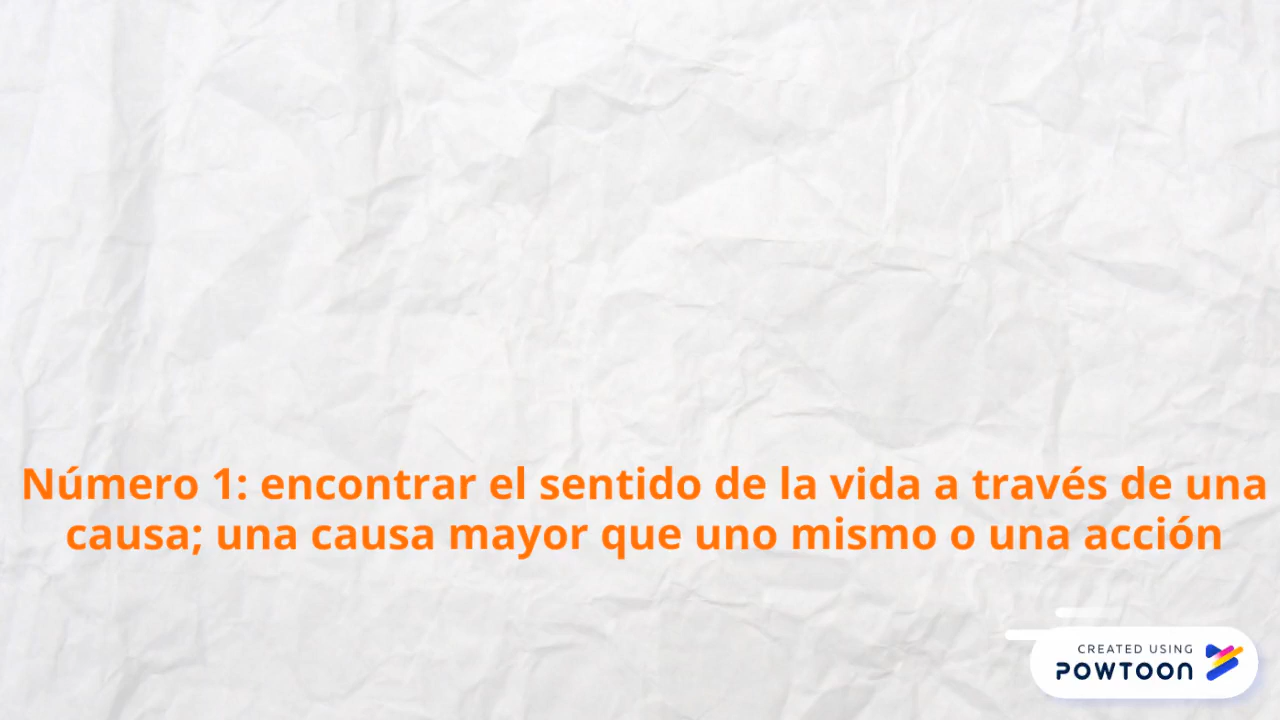 Número 1: encontrar el sentido de la vida a través de una
causa; una causa mayor que uno mismo o una acción
CREATED USING
POWTOON